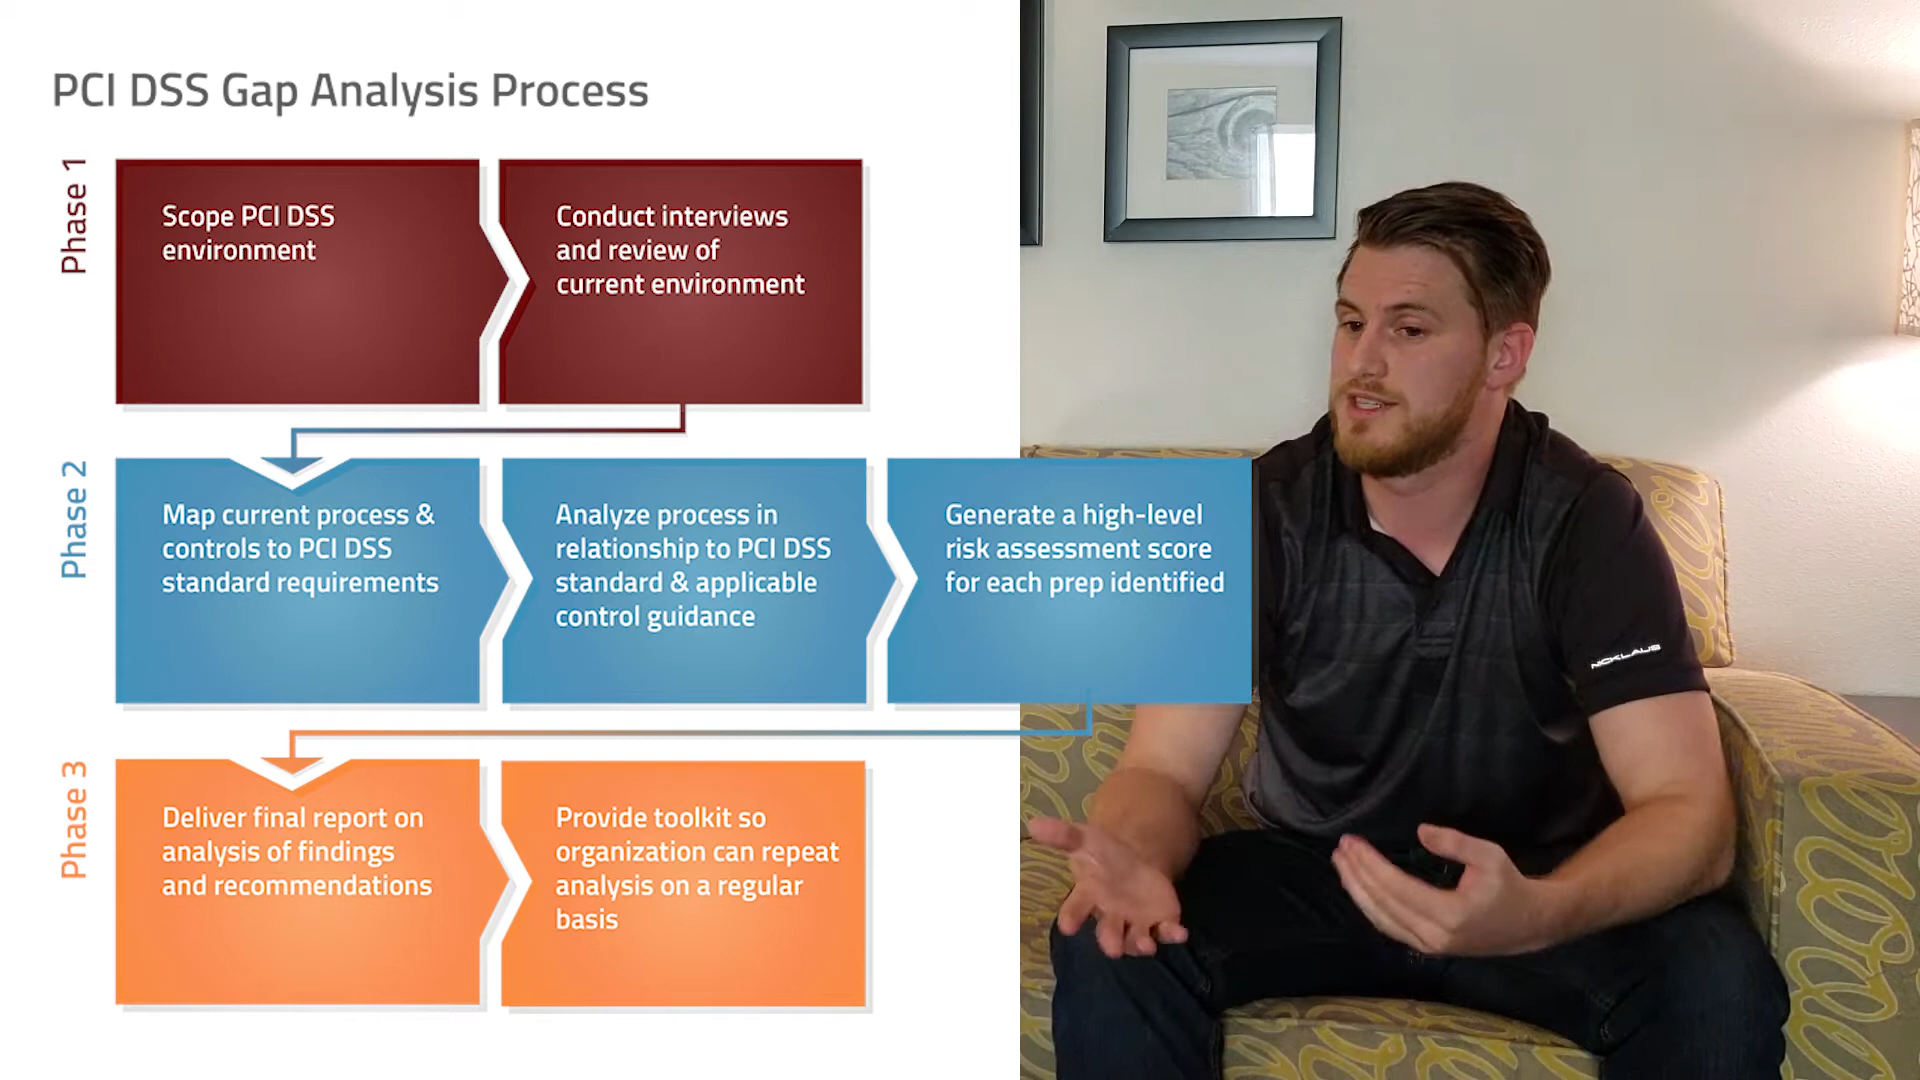 PCI DSS Gap Analysis Process
Phase 1
Scope PCI DSS
environment
Conduct interviews
and review of
current environment
Phase 2
Map current process &
controls to PCI DSS
standard requirements
Analyze process in
relationship to PCI DSS
standard & applicable
control guidance
Generate a high-level
risk assessment score
for each prep identified
Phase 3
Deliver final report on
analysis of findings
and recommendations
Provide toolkit so
organization can repeat
analysis on a regular
basis
NICKLAUS